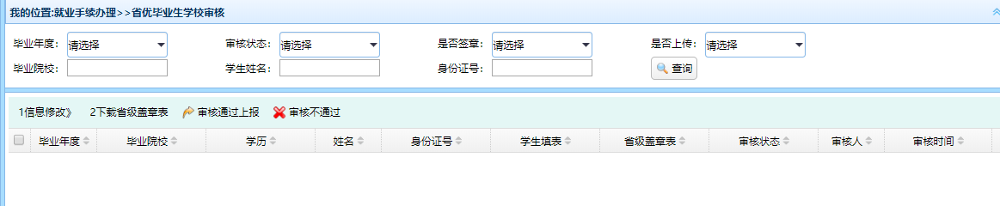 我的位置:就业手续办理>>省优毕业生学校审核
毕业年度： 请选择 审核状态： 请选择 是否签章： 请选择 是否上传： 请选择
毕业院校： 学生姓名： 身份证号： 查询
1信息修改》 2下载省级盖章表 审核通过上报 审核不通过
毕业年度 毕业院校 学历 姓名 身份证号 学生填表 省级盖章表 审核状态 审核人 审核时间